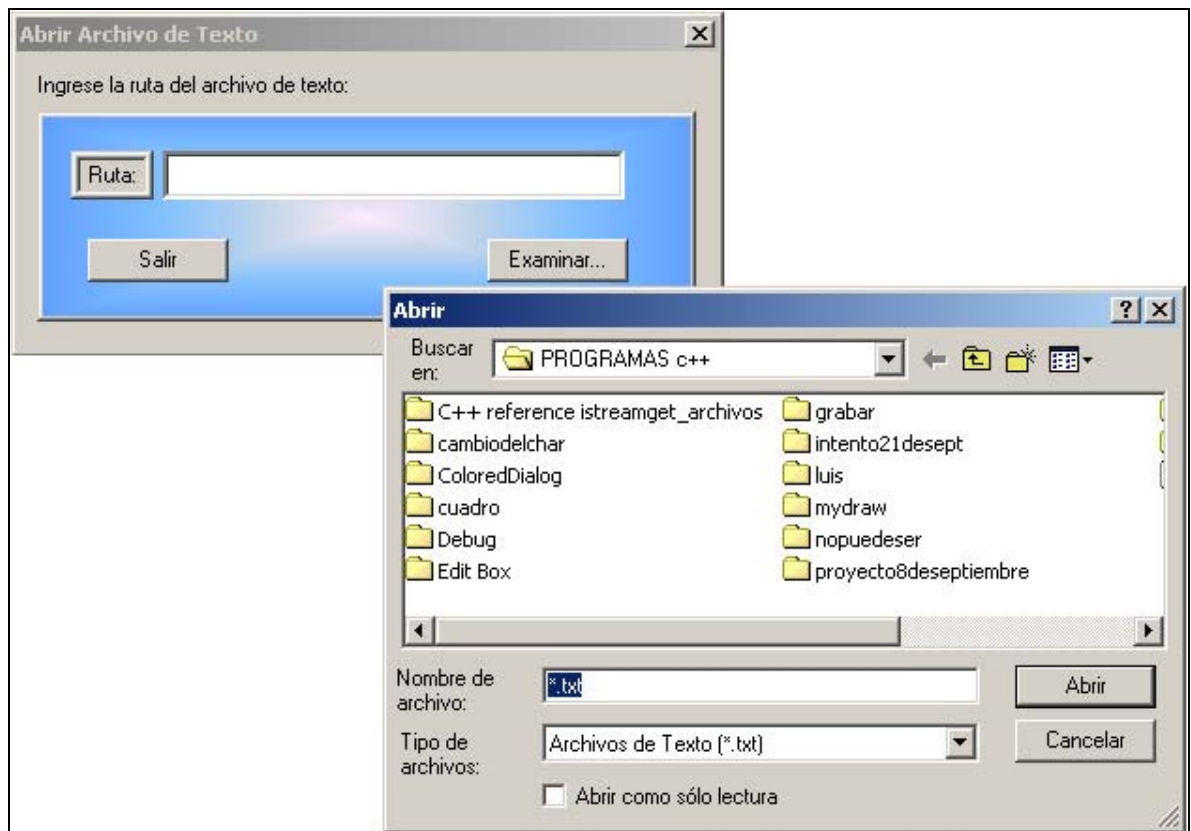 Abrir Archivo de Texto
Ingrese la ruta del archivo de texto:
Ruta:
Salir
Examinar...
Abrir
Buscar en:
PROGRAMAS c++
C++ reference istreamget_archivos
cambiodelchar
ColoredDialog
cuadro
Debug
Edit Box
grabar
intento21desept
luis
mydraw
nopuedeser
proyecto8deseptiembre
Nombre de archivo:
*.txt
Abrir
Tipo de archivos:
Archivos de Texto (*.txt)
Cancelar
Abrir como sólo lectura